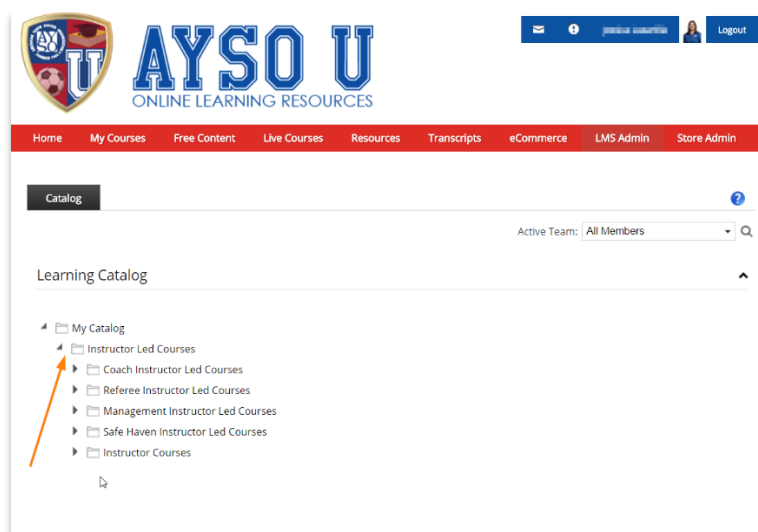 AYSO U
ONLINE LEARNING RESOURCES
Logout
Home My Courses Free Content Live Courses Resources Transcripts eCommerce LMS Admin Store Admin
Catalog
Active Team: All Members
Learning Catalog
My Catalog
Instructor Led Courses
Coach Instructor Led Courses
Referee Instructor Led Courses
Management Instructor Led Courses
Safe Haven Instructor Led Courses
Instructor Courses